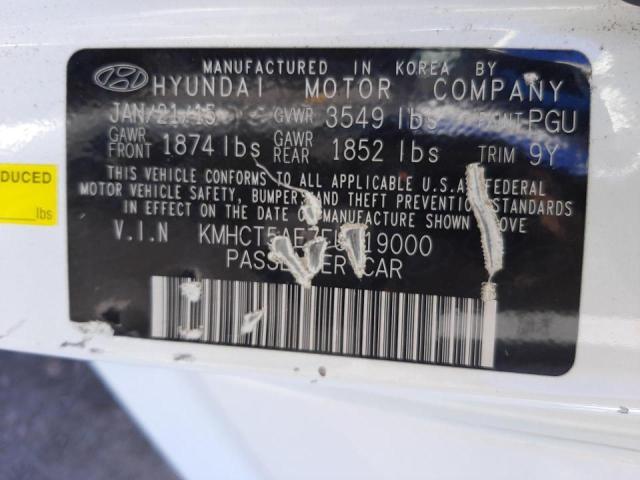 MANUFACTURED IN KOREA BY
HYUNDAI MOTOR COMPANY
JAN/21/15 GVWR 3549 lbs PAINT PGU
GAWR FRONT 1874 lbs GAWR REAR 1852 lbs TRIM 9Y
THIS VEHICLE CONFORMS TO ALL APPLICABLE U.S.A. FEDERAL
MOTOR VEHICLE SAFETY, BUMPER, AND THEFT PREVENTION STANDARDS
IN EFFECT ON THE DATE OF MANUFACTURE SHOWN ABOVE
V.I.N
PASSENGER CAR
DUCED
lbs